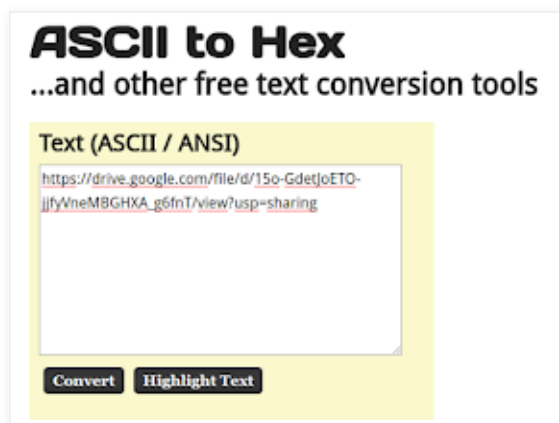 ASCII to Hex
...and other free text conversion tools
Text (ASCII / ANSI)
https://drive.google.com/file/d/15o-GdetJoETO-
jjfyVneMBGHXA_g6fnT/view?usp=sharing
Convert
Highlight Text